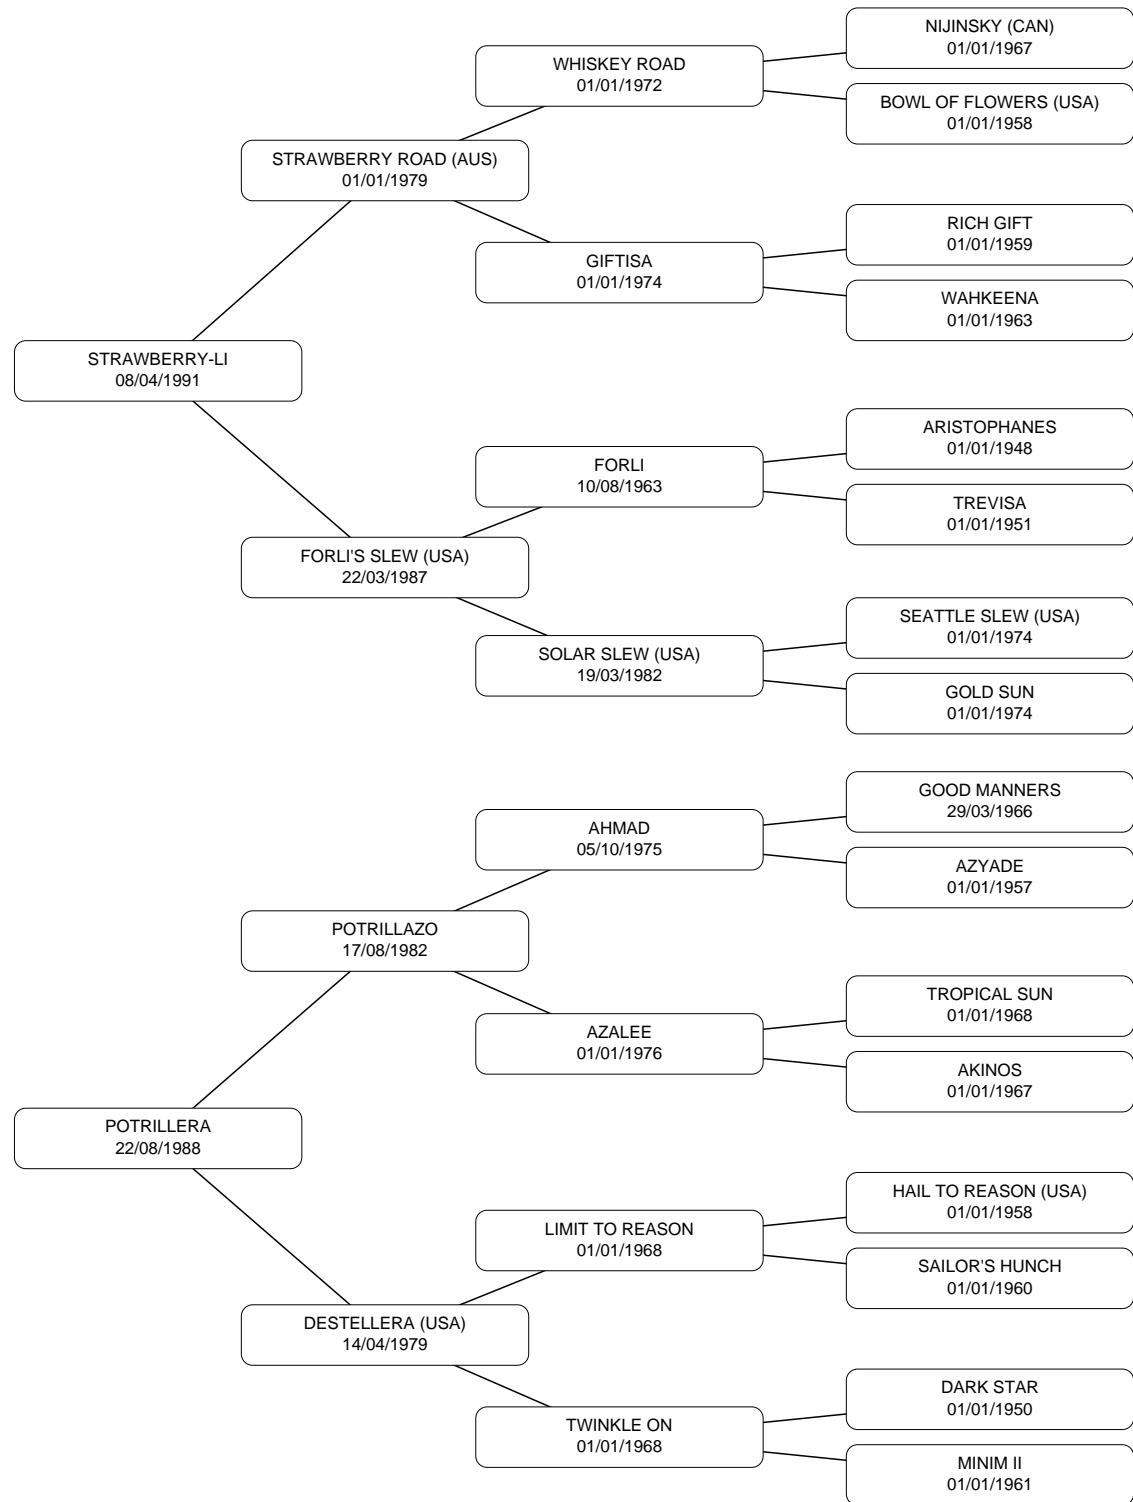 NIJINSKY (CAN)
01/01/1967
WHISKEY ROAD
01/01/1972
BOWL OF FLOWERS (USA)
01/01/1958
STRAWBERRY ROAD (AUS)
01/01/1979
RICH GIFT
01/01/1959
GIFTISA
01/01/1974
WAHKEENA
01/01/1963
STRAWBERRY-LI
08/04/1991
ARISTOPHANES
01/01/1948
FORLI
10/08/1963
TREVISA
01/01/1951
FORLI'S SLEW (USA)
22/03/1987
SEATTLE SLEW (USA)
01/01/1974
SOLAR SLEW (USA)
19/03/1982
GOLD SUN
01/01/1974
GOOD MANNERS
29/03/1966
AHMAD
05/10/1975
AZYADE
01/01/1957
POTRILLAZO
17/08/1982
TROPICAL SUN
01/01/1968
AZALEE
01/01/1976
AKINOS
01/01/1967
POTRILLERA
22/08/1988
HAIL TO REASON (USA)
01/01/1958
LIMIT TO REASON
01/01/1968
SAILOR'S HUNCH
01/01/1960
DESTELLERA (USA)
14/04/1979
DARK STAR
01/01/1950
TWINKLE ON
01/01/1968
MINIM II
01/01/1961